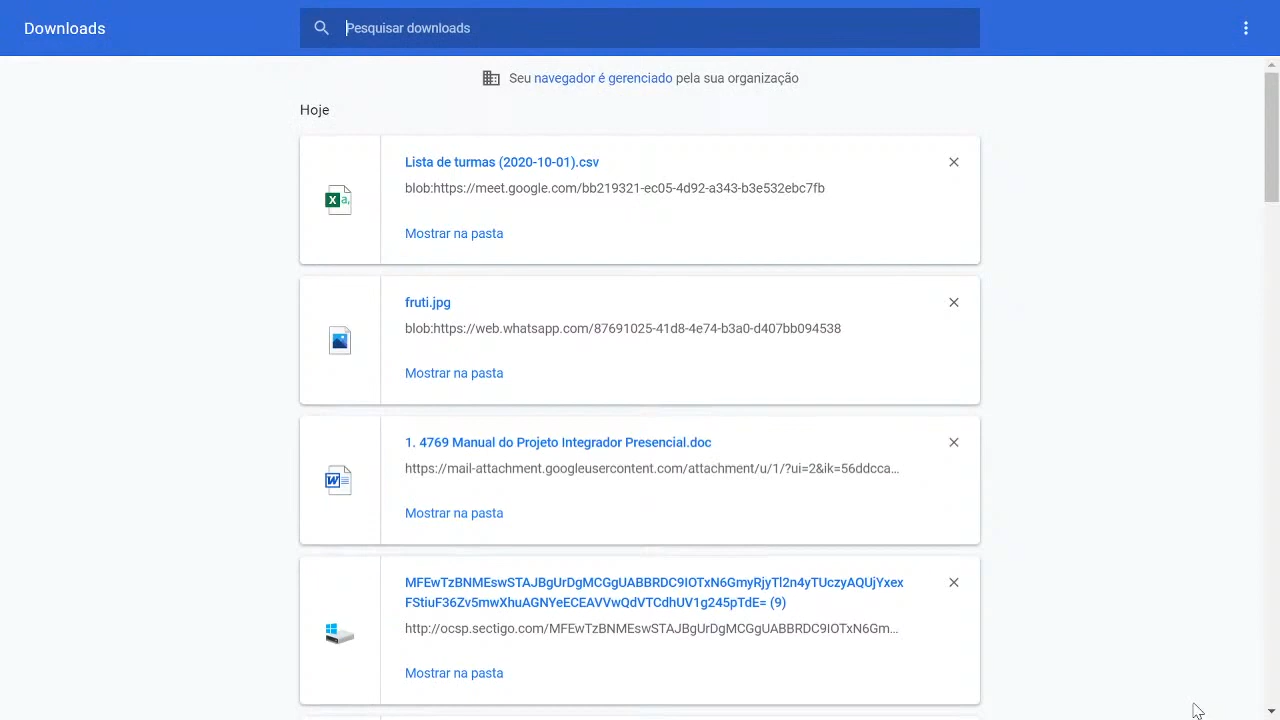 Downloads
Pesquisar downloads
Seu navegador é gerenciado pela sua organização
Hoje
Lista de turmas (2020-10-01).csv
blob:https://meet.google.com/bb219321-ec05-4d92-a343-b3e532ebc7fb
Mostrar na pasta
fruti.jpg
blob:https://web.whatsapp.com/87691025-41d8-4e74-b3a0-d407bb094538
Mostrar na pasta
1. 4769 Manual do Projeto Integrador Presencial.doc
https://mail-attachment.googleusercontent.com/attachment/u/1/?ui=2&ik=56ddcca...
Mostrar na pasta
MFEwTzBNMEswSTAJBgUrDgMCGgUABBRDC9IOTxN6GmyRjyTl2n4yTUczyAQUjYxex
FStiuF36Zv5mwXhuAGNYeECEAVVwQdVTCdhUV1g245pTdE= (9)
http://ocsp.sectigo.com/MFEwTzBNMEswSTAJBgUrDgMCGgUABBRDC9IOTxN6Gm...
Mostrar na pasta